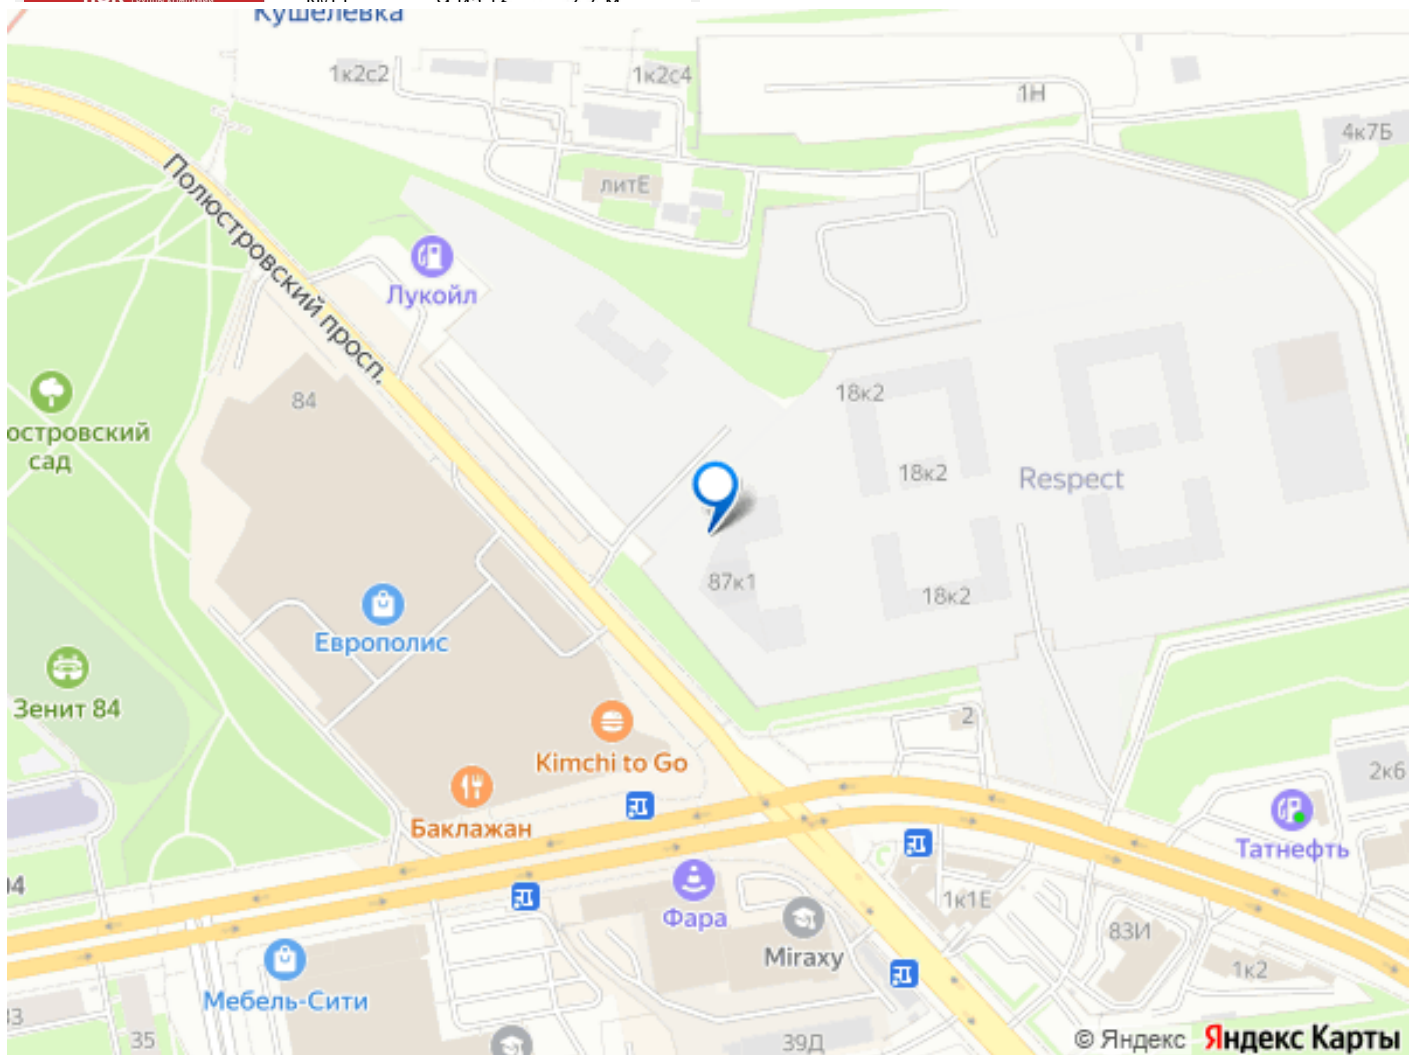 Кушелевка
1к2с2
1к2с4
1Н
4к7Б
Полюстровский просп.
литЕ
Лукойл
84
18к2
островский
сад
18к2
Respect
87к1
18к2
Европолис
Зенит 84
2
Kimchi to Go
2к6
Баклажан
Татнефть
04
1к1Е
Фара
83И
Miraxy
1к2
Мебель-Сити
33
35
39Д
© Яндекс Яндекс Карты